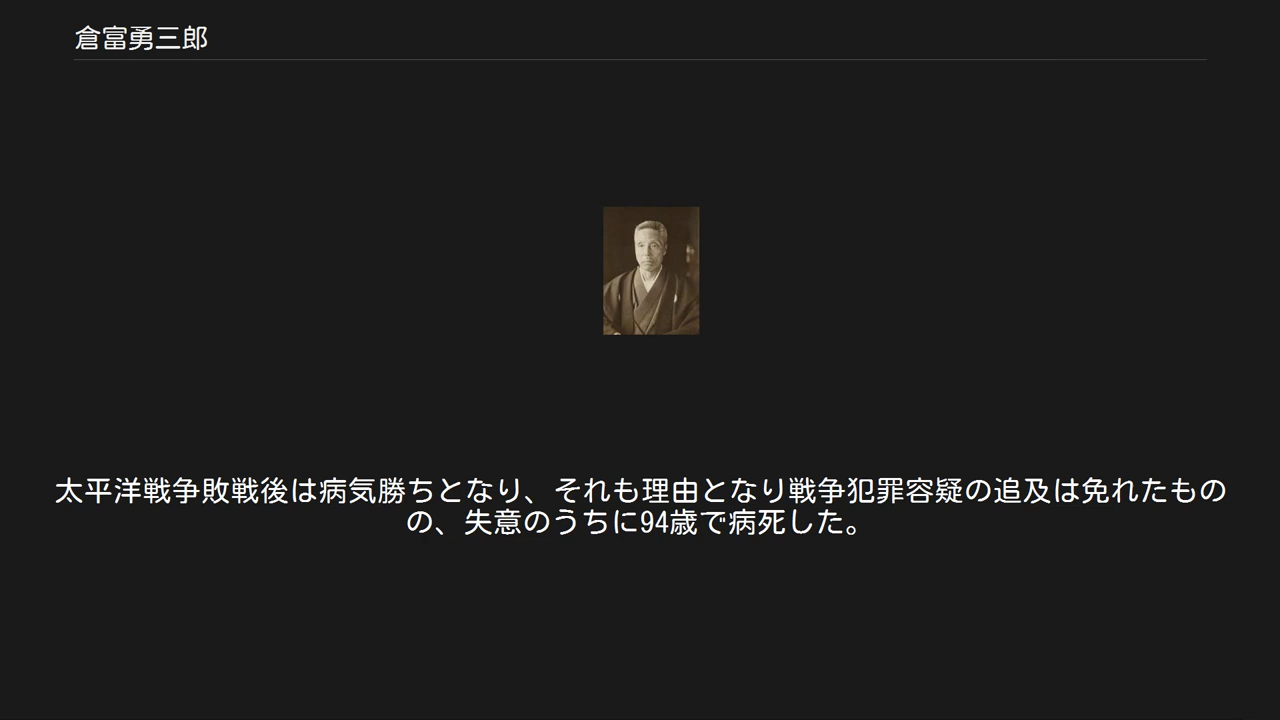 倉富勇三郎
太平洋戦争敗戦後は病気勝ちとなり、それも理由となり戦争犯罪容疑の追及は免れたもの
の、失意のうちに94歳で病死した。